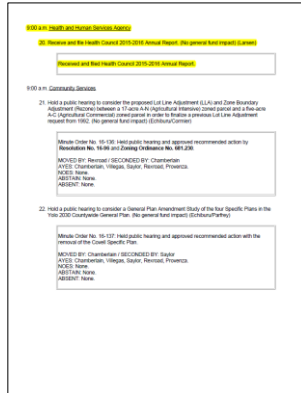 8:00 a.m. Health and Human Services Agency
20. Receive and file Health Council 2015-2016 Annual Report. (No general fund impact) (Larsen)
Received and filed Health Council 2015-2016 Annual Report.
9:00 a.m. Community Services
21. Hold a public hearing to consider the proposed Lot Line Adjustment (LLA) and Zone Boundary
Adjustment (Rezone) between a 17-acre A-N (Agricultural Intensive) zoned parcel and a five-acre
A-C (Agricultural Commercial) zoned parcel in order to finalize a previous Lot Line Adjustment
request from 1992. (No general fund impact) (Echiburu/Cormier)
Minute Order No. 16-136: Held public hearing and approved recommended action by
Resolution No. 16-96 and Zoning Ordinance No. 681.230.
MOVED BY: Rexroad / SECONDED BY: Chamberlain
AYES: Chamberlain, Villegas, Saylor, Rexroad, Provenza.
NOES: None.
ABSTAIN: None.
ABSENT: None.
22. Hold a public hearing to consider a General Plan Amendment Study of the four Specific Plans in the
Yolo 2030 Countywide General Plan. (No general fund impact) (Echiburu/Parfrey)
Minute Order No. 16-137: Held public hearing and approved recommended action with the
removal of the Covell Specific Plan.
MOVED BY: Chamberlain / SECONDED BY: Saylor
AYES: Chamberlain, Villegas, Saylor, Rexroad, Provenza.
NOES: None.
ABSTAIN: None.
ABSENT: None.